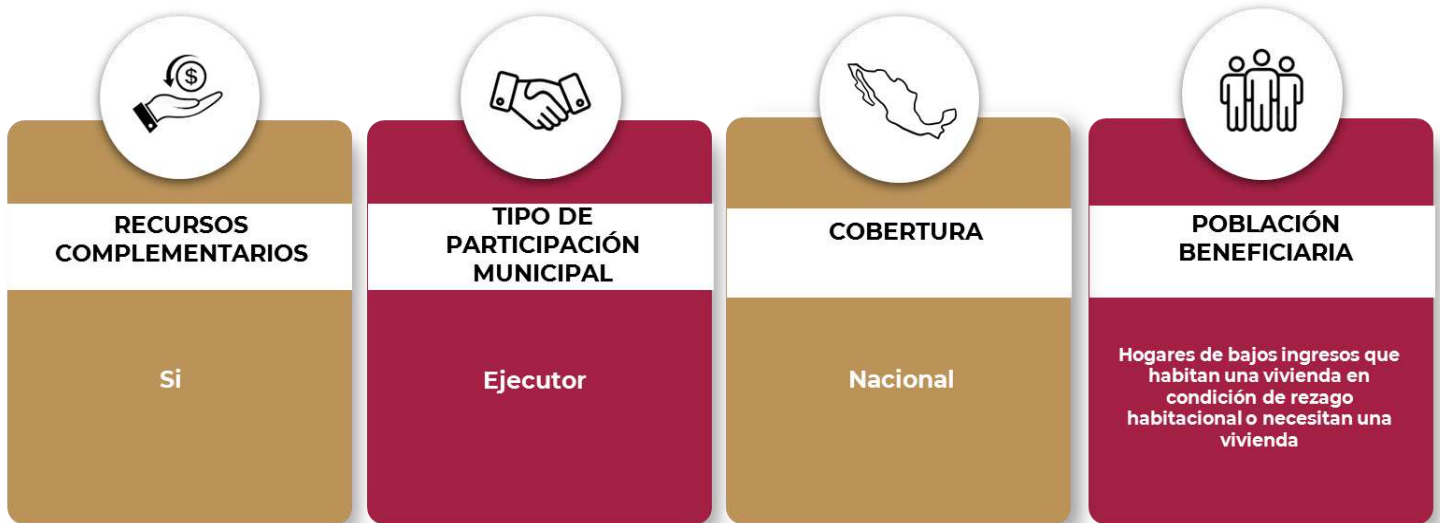 RECURSOS
COMPLEMENTARIOS
Si
TIPO DE
PARTICIPACIÓN
MUNICIPAL
Ejecutor
COBERTURA
Nacional
POBLACIÓN
BENEFICIARIA
Hogares de bajos ingresos que
habitan una vivienda en
condición de rezago
habitacional o necesitan una
vivienda
$